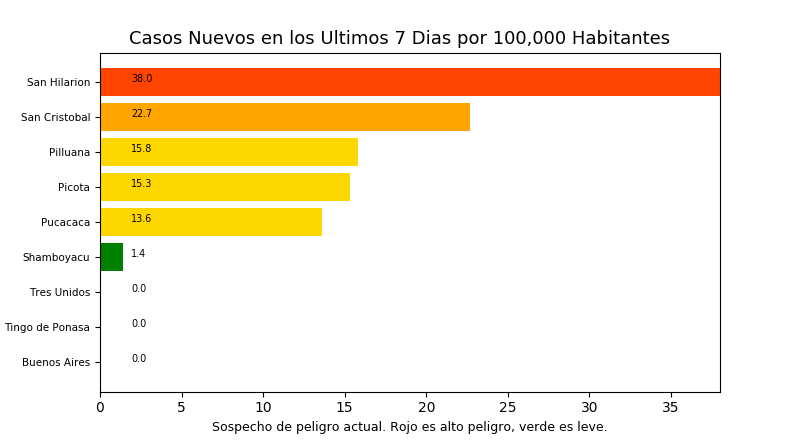 Casos Nuevos en los Ultimos 7 Dias por 100,000 Habitantes
San Hilarion 38.0
San Cristobal 22.7
Pilluana 15.8
Picota 15.3
Pucacaca 13.6
Shamboyacu 1.4
Tres Unidos 0.0
Tingo de Ponasa 0.0
Buenos Aires 0.0
0 5 10 15 20 25 30 35
Sospecho de peligro actual. Rojo es alto peligro, verde es leve.